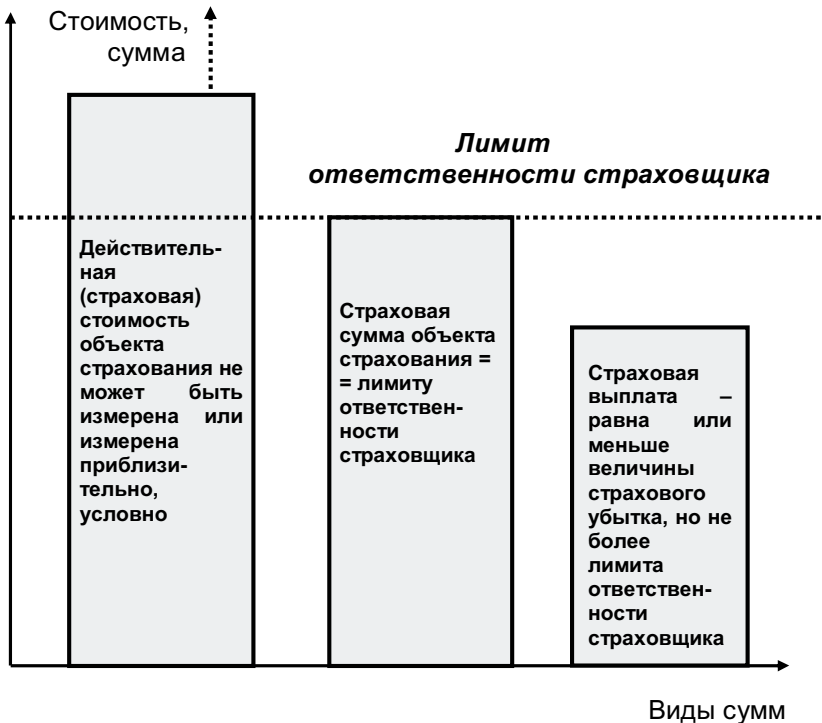 Стоимость,
сумма
Лимит
ответственности страховщика
Действитель-
ная
(страховая)
стоимость
объекта
страхования не
может быть
измерена или
измерена
приблизи-
тельно,
условно
Страховая
сумма объекта
страхования =
= лимиту
ответствен-
ности
страховщика
Страховая
выплата –
равна или
меньше
величины
страхового
убытка, но не
более
лимита
ответствен-
ности
страховщика
Виды сумм